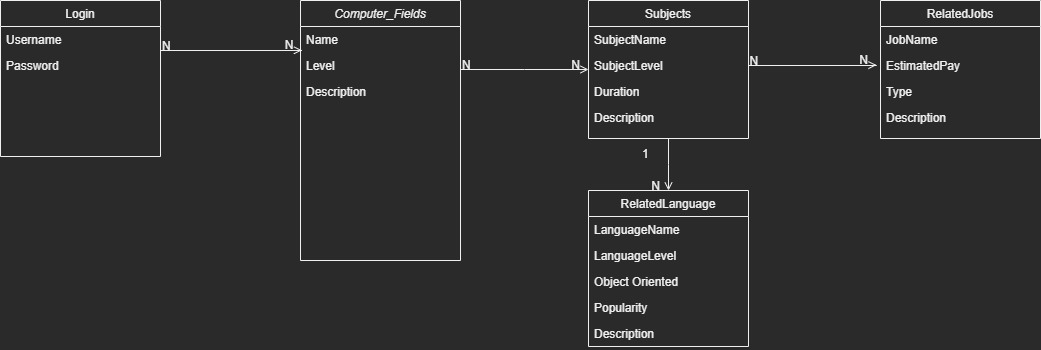 Login
Username
Password
N
N
Computer_Fields
Name
Level
Description
N
N
Subjects
SubjectName
SubjectLevel
Duration
Description
N
N
RelatedJobs
JobName
EstimatedPay
Type
Description
1
N
RelatedLanguage
LanguageName
LanguageLevel
Object Oriented
Popularity
Description